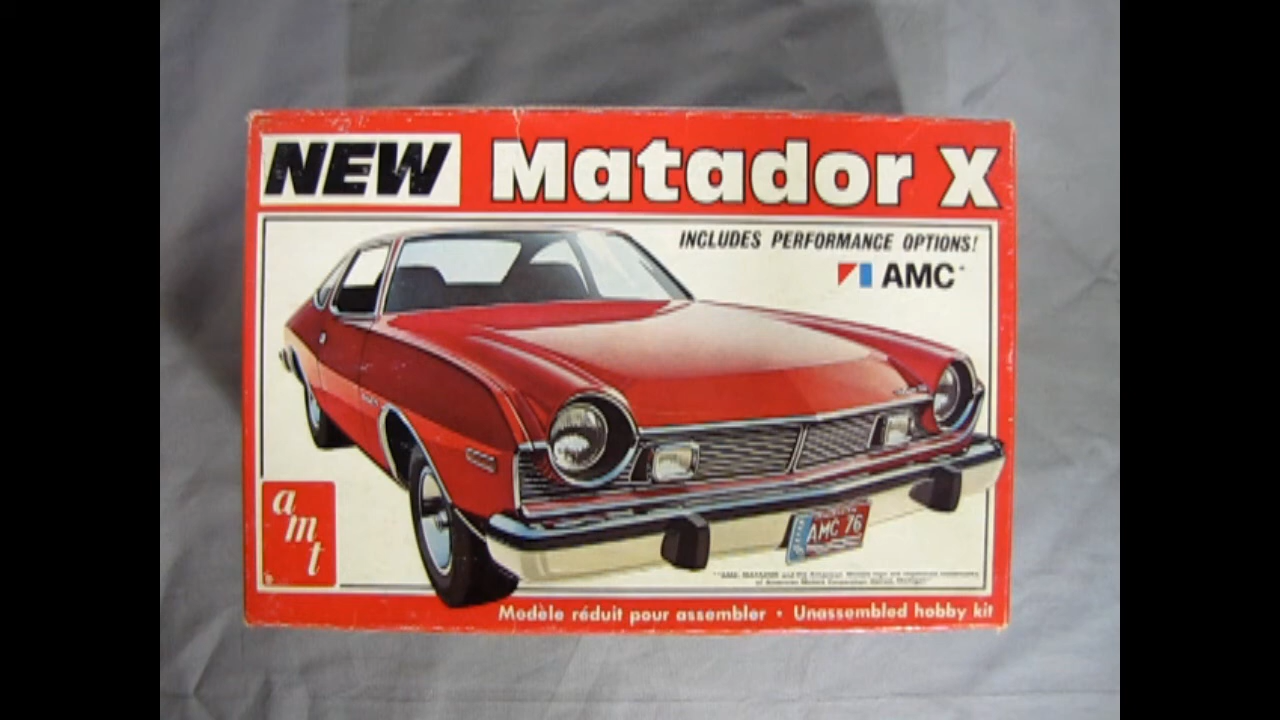 NEW Matador X
INCLUDES PERFORMANCE OPTIONS!
AMC
AMC 76
amt
Modèle réduit pour assembler • Unassembled hobby kit